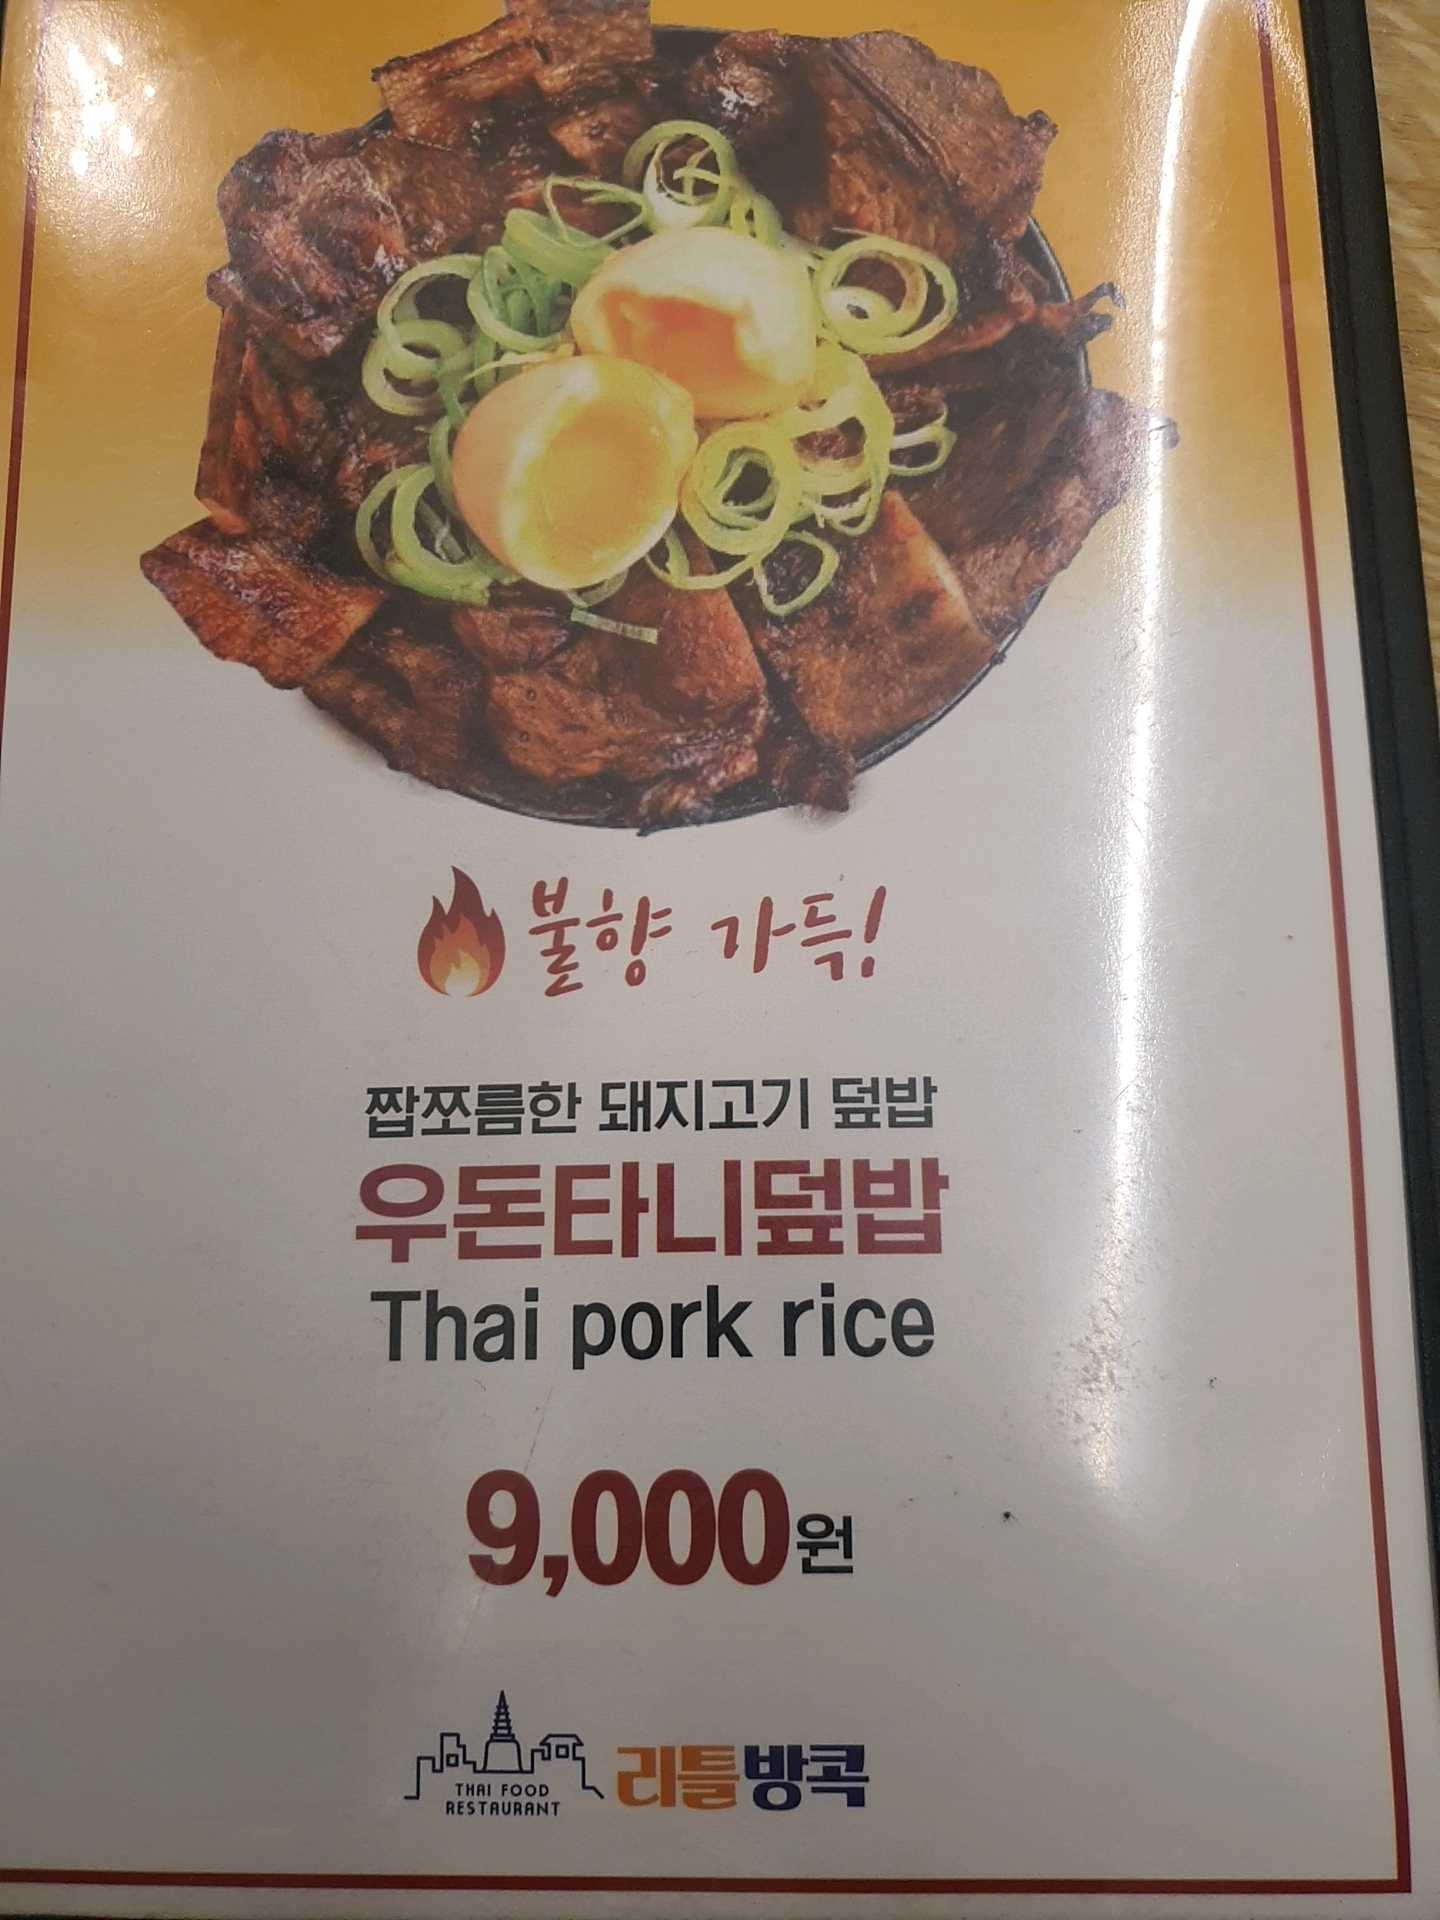 불향 가득!
짭쪼름한 돼지고기 덮밥
우돈타니덮밥
Thai pork rice
9,000원
THAI FOOD
RESTAURANT
리틀방콕